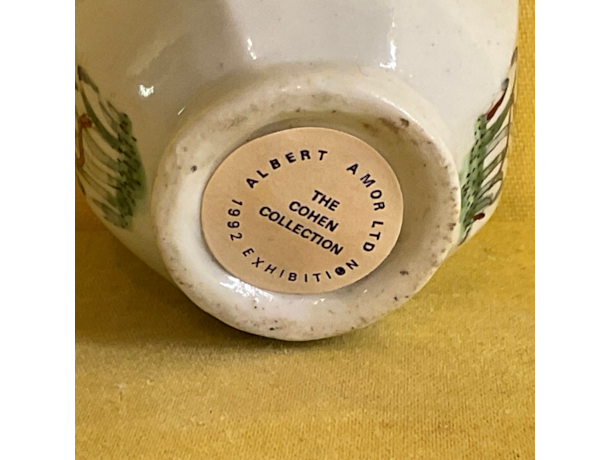 ALBERT AMOR LTD
THE
COHEN
COLLECTION
1992 EXHIBITION